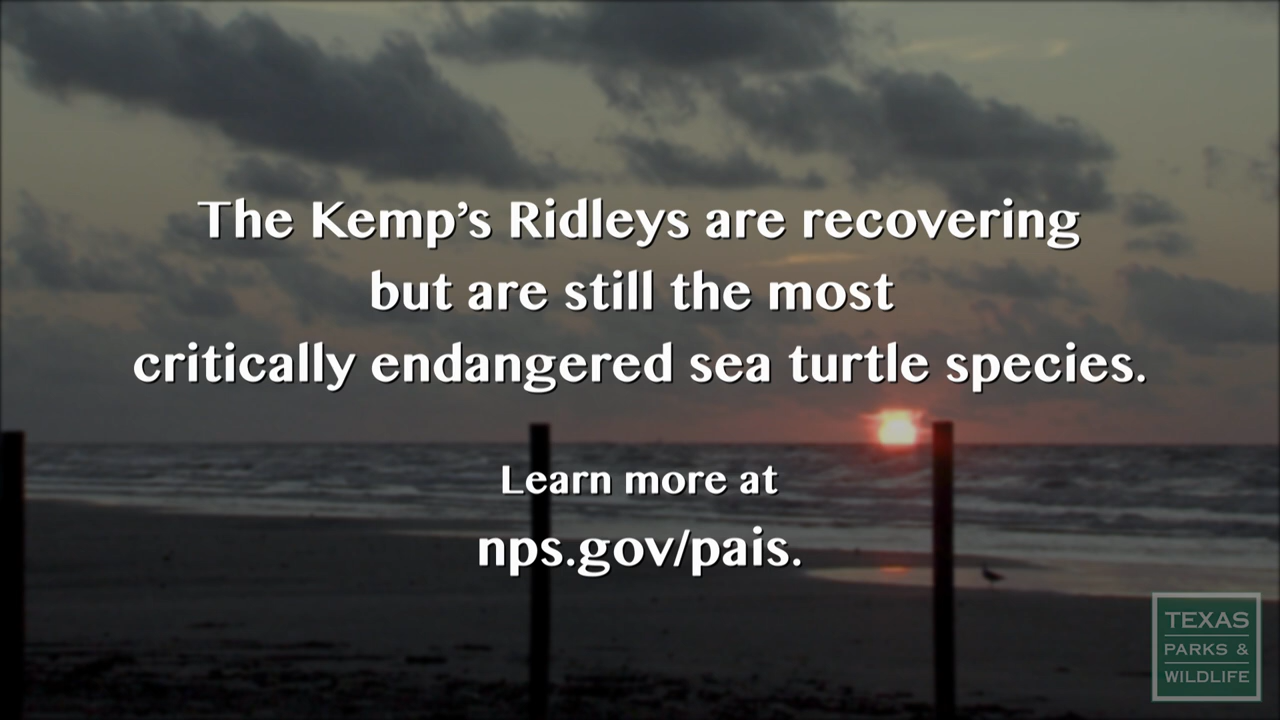 The Kemp’s Ridleys are recovering
but are still the most
critically endangered sea turtle species.
Learn more at
nps.gov/pais.
TEXAS
PARKS &
WILDLIFE